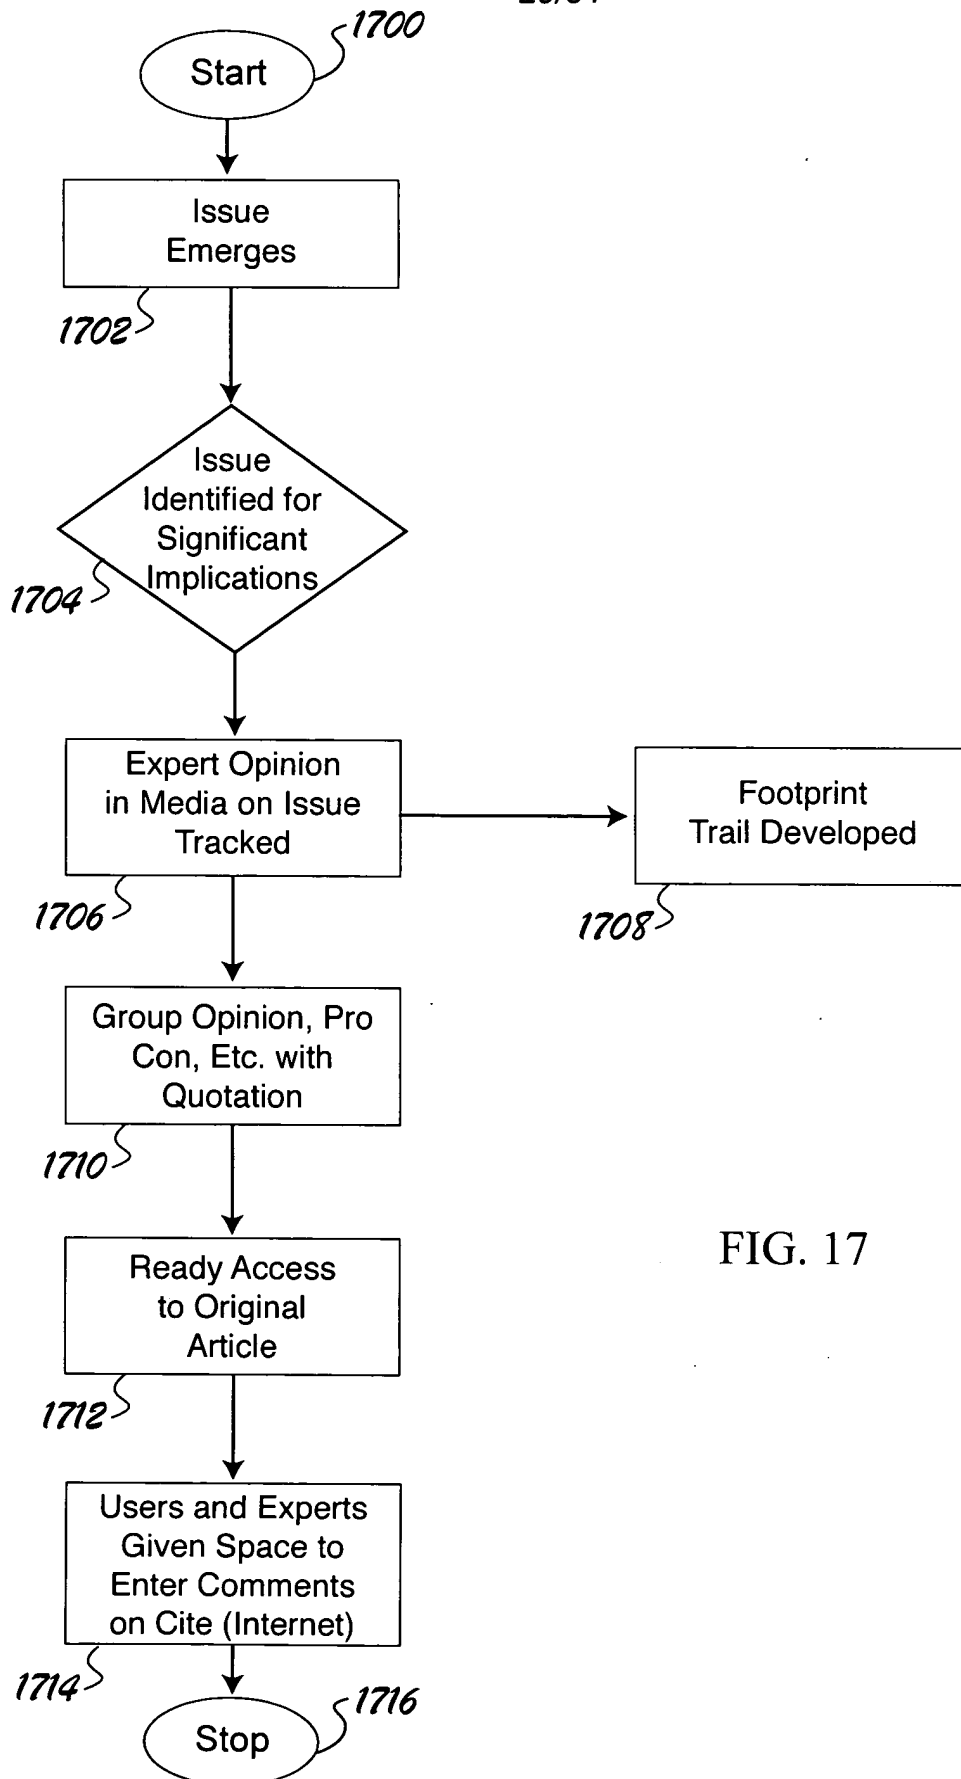 1700
Start
Issue
Emerges
1702
Issue
Identified for
Significant
Implications
1704
Expert Opinion
in Media on Issue
Tracked
1706
Footprint
Trail Developed
1708
Group Opinion, Pro
Con, Etc. with
Quotation
1710
Ready Access
to Original
Article
1712
FIG. 17
Users and Experts
Given Space to
Enter Comments
on Cite (Internet)
1714
1716
Stop